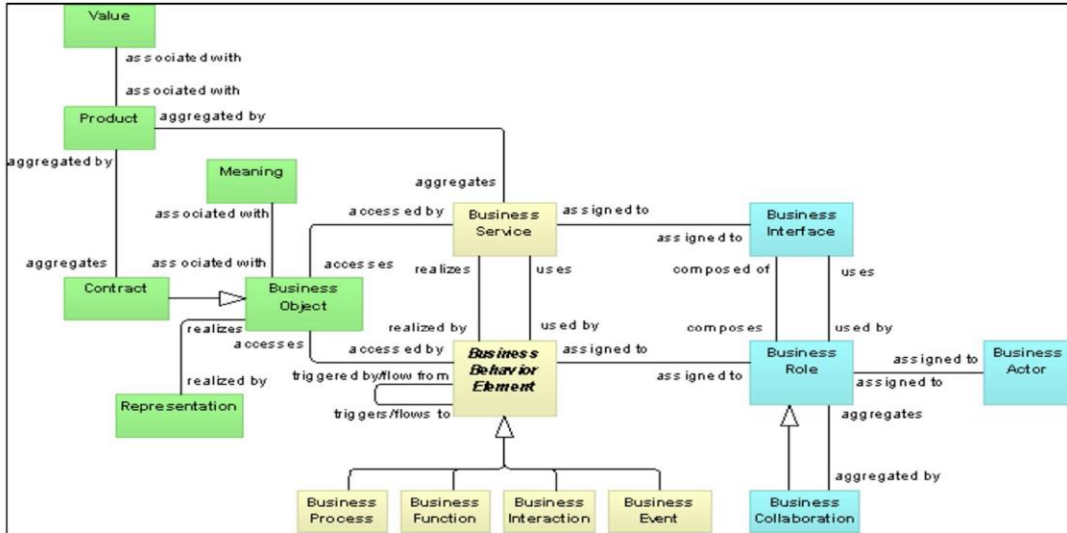 Value
associated with
associated with
Product
aggregated by
aggregated by
Meaning
associated with
aggregates
accessed by
Business
Service
assigned to
assigned to
Business
Interface
aggregates
associated with
accesses
realizes
uses
composed of
uses
Contract
Business
Object
realizes
accesses
realized by
used by
composes
used by
accessed by
Business
Behavior
Element
assigned to
assigned to
Business
Role
assigned to
assigned to
Business
Actor
triggered by/flow from
triggers/flows to
realized by
Representation
aggregates
aggregated by
Business
Process
Business
Function
Business
Interaction
Business
Event
Business
Collaboration